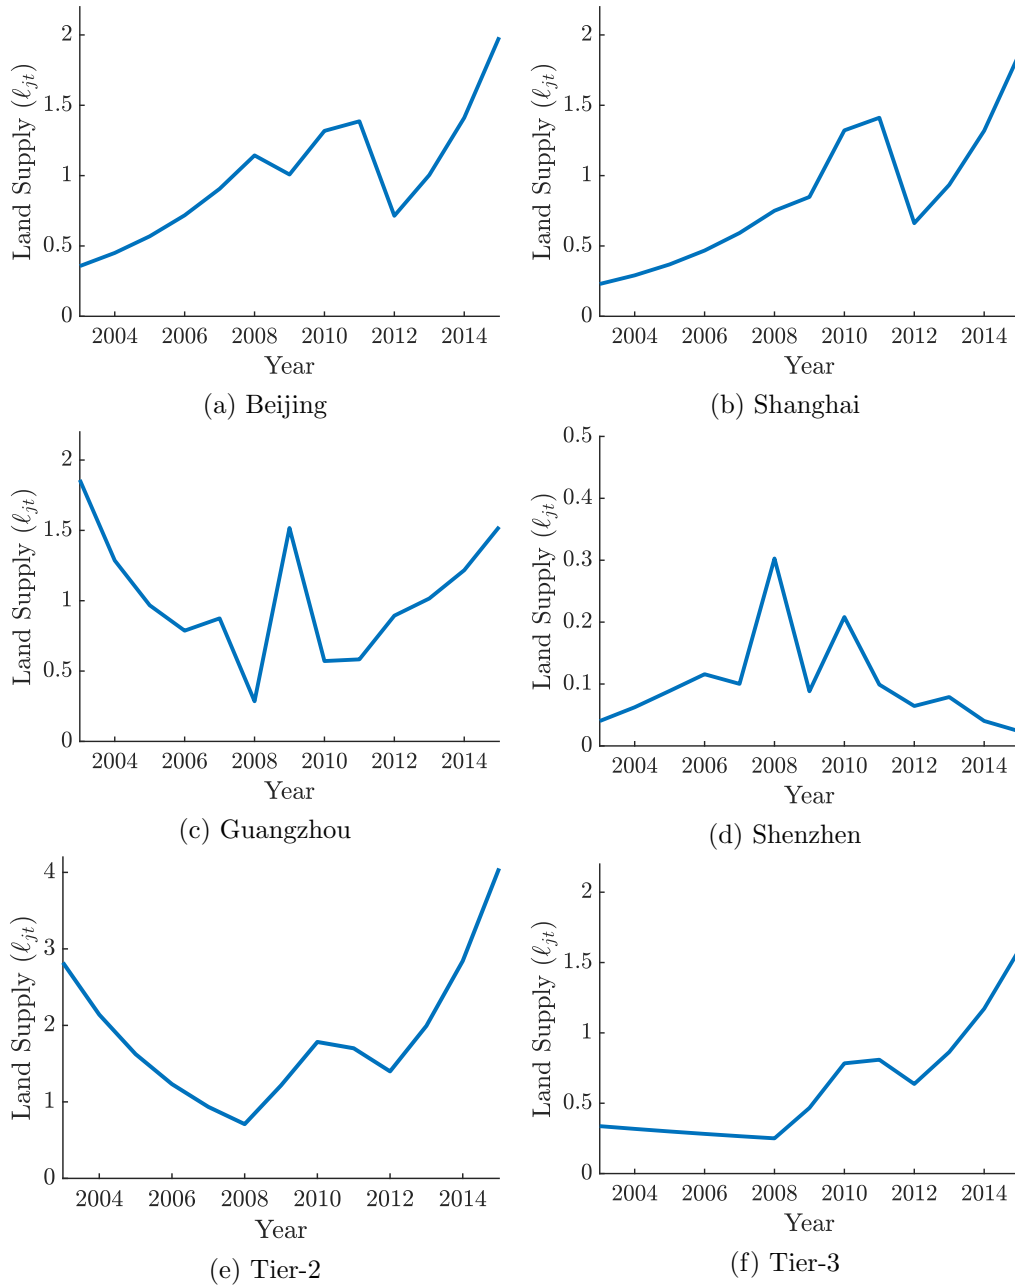 2
1.5
1
0.5
0
Land Supply (ℓjt)
2004 2006 2008 2010 2012 2014
Year
(a) Beijing
2
1.5
1
0.5
0
Land Supply (ℓjt)
2004 2006 2008 2010 2012 2014
Year
(b) Shanghai
2
1.5
1
0.5
0
Land Supply (ℓjt)
2004 2006 2008 2010 2012 2014
Year
(c) Guangzhou
0.5
0.4
0.3
0.2
0.1
0
Land Supply (ℓjt)
2004 2006 2008 2010 2012 2014
Year
(d) Shenzhen
4
3
2
1
0
Land Supply (ℓjt)
2004 2006 2008 2010 2012 2014
Year
(e) Tier-2
2
1.5
1
0.5
0
Land Supply (ℓjt)
2004 2006 2008 2010 2012 2014
Year
(f) Tier-3